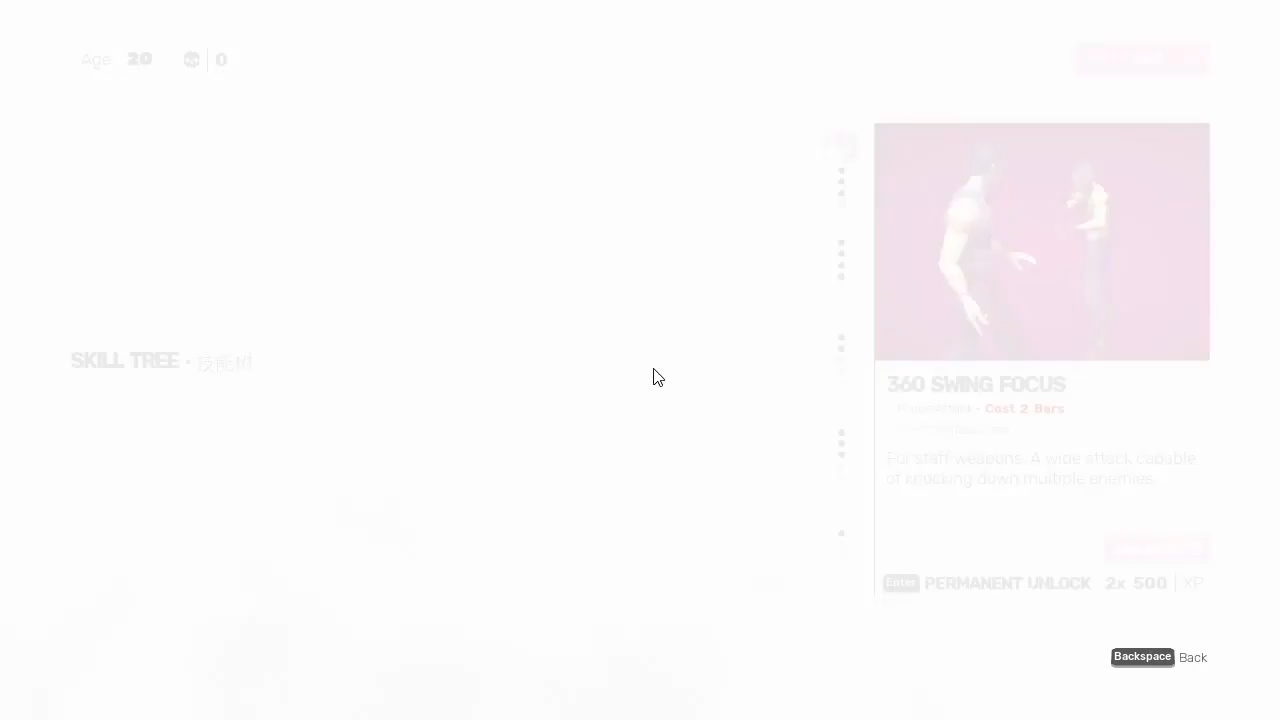 Age 20 0
SKILL TREE · 技能树
360 SWING FOCUS
- Cost 2 Bars
For staff weapons. A wide attack capable
of knocking down multiple enemies.
Enter PERMANENT UNLOCK 2x 500 XP
Backspace Back